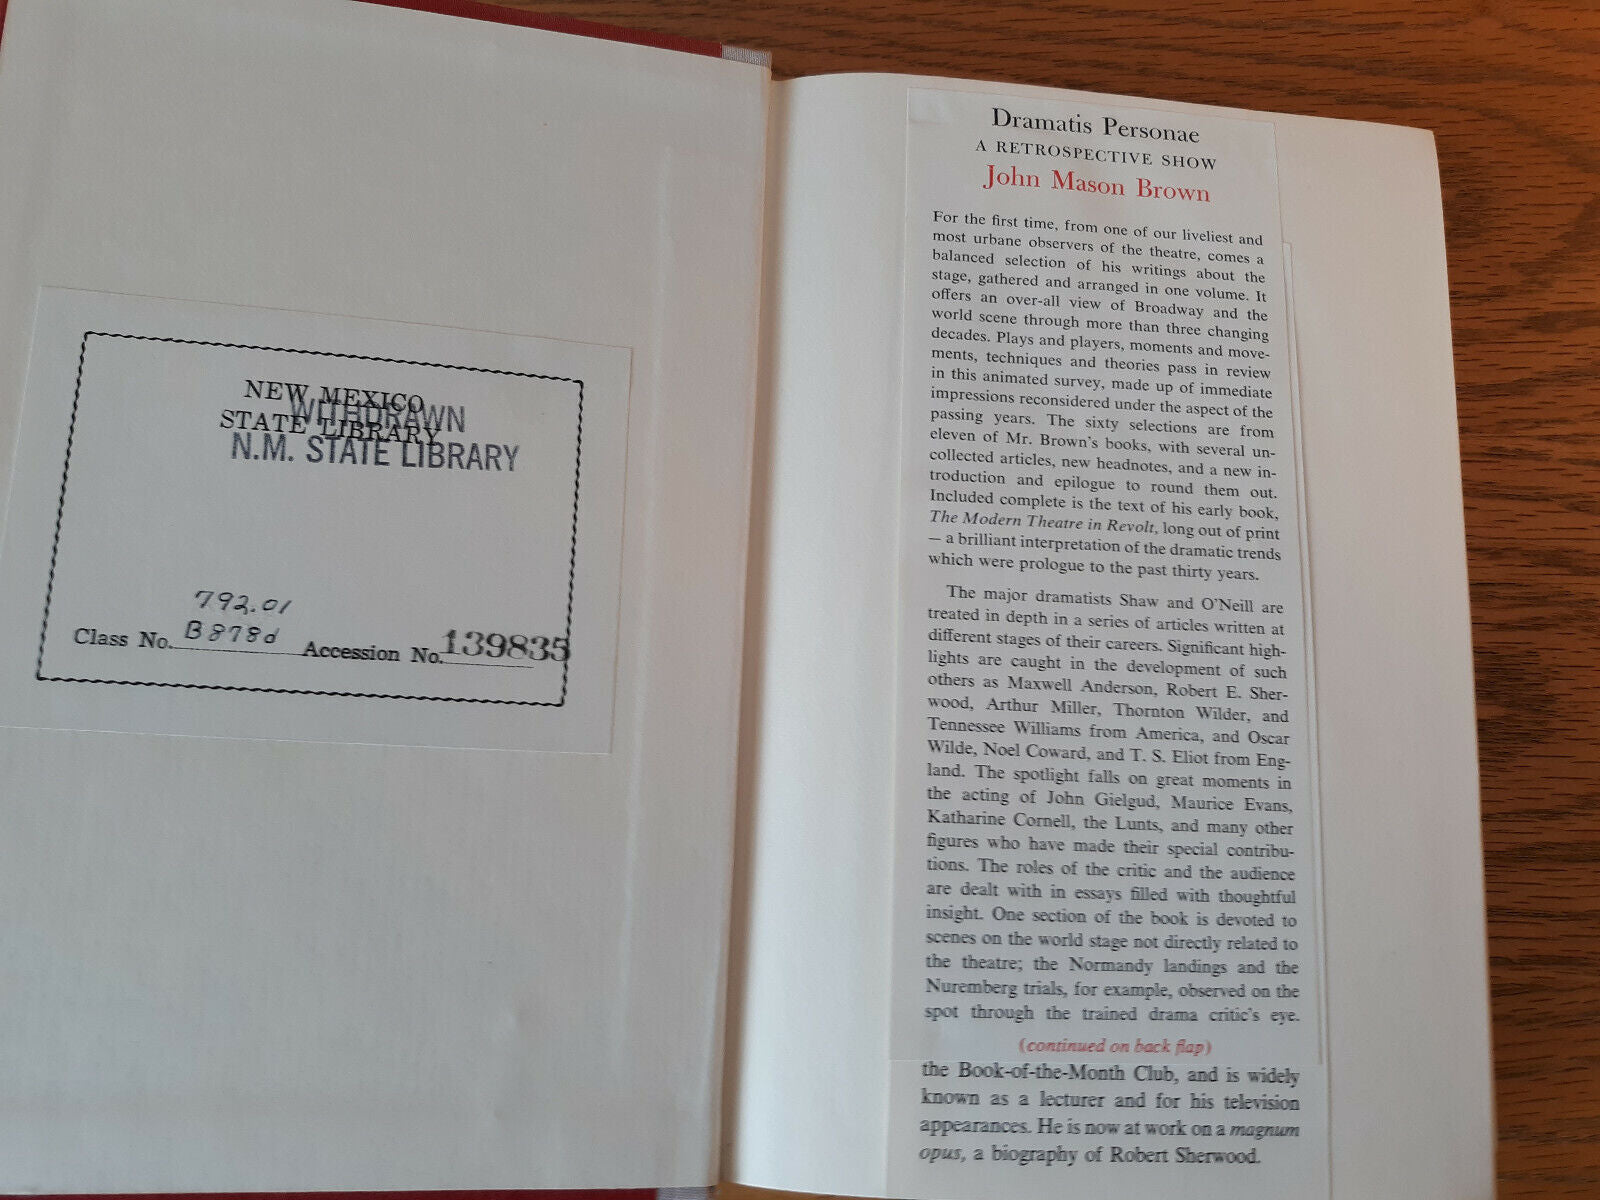 NEW MEXICO
STATE LIBRARY
WITHDRAWN
N.M. STATE LIBRARY
792.01
Class No. B878d Accession No. 139835
Dramatis Personae
A RETROSPECTIVE SHOW
John Mason Brown
For the first time, from one of our liveliest and
most urbane observers of the theatre, comes a
balanced selection of his writings about the
stage, gathered and arranged in one volume. It
offers an over-all view of Broadway and the
world scene through more than three changing
decades. Plays and players, moments and move-
ments, techniques and theories pass in review
in this animated survey, made up of immediate
impressions reconsidered under the aspect of the
passing years. The sixty selections are from
eleven of Mr. Brown's books, with several un-
collected articles, new headnotes, and a new in-
troduction and epilogue to round them out.
Included complete is the text of his early book,
The Modern Theatre in Revolt, long out of print
— a brilliant interpretation of the dramatic trends
which were prologue to the past thirty years.
The major dramatists Shaw and O'Neill are
treated in depth in a series of articles written at
different stages of their careers. Significant high-
lights are caught in the development of such
others as Maxwell Anderson, Robert E. Sher-
wood, Arthur Miller, Thornton Wilder, and
Tennessee Williams from America, and Oscar
Wilde, Noel Coward, and T. S. Eliot from Eng-
land. The spotlight falls on great moments in
the acting of John Gielgud, Maurice Evans,
Katharine Cornell, the Lunts, and many other
figures who have made their special contribu-
tions. The roles of the critic and the audience
are dealt with in essays filled with thoughtful
insight. One section of the book is devoted to
scenes on the world stage not directly related to
the theatre; the Normandy landings and the
Nuremberg trials, for example, observed on the
spot through the trained drama critic's eye.
(continued on back flap)
the Book-of-the-Month Club, and is widely
known as a lecturer and for his television
appearances. He is now at work on a magnum
opus, a biography of Robert Sherwood.